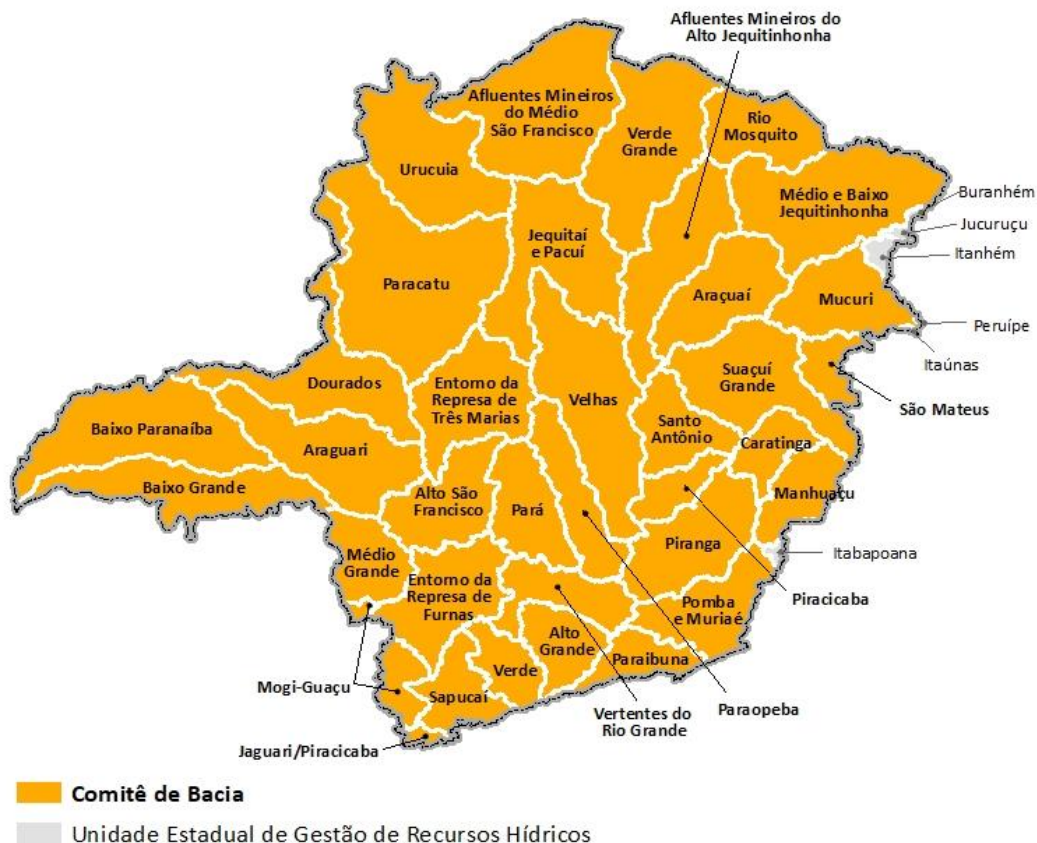 Afluentes Mineiros do
Alto Jequitinhonha
Afluentes Mineiros
do Médio
São Francisco
Verde
Grande
Rio
Mosquito
Urucuia
Médio e Baixo
Jequitinhonha
Buranhém
Jucuruçu
Itanhém
Jequitaí
e Pacuí
Paracatu
Araçuaí
Mucuri
Peruípe
Itaúnas
Dourados
Entorno da
Represa de
Três Marias
Velhas
Suaçuí
Grande
São Mateus
Baixo Paranaíba
Araguari
Santo
Antônio
Caratinga
Baixo Grande
Alto São
Francisco
Pará
Manhuaçu
Médio
Grande
Entorno da
Represa de
Furnas
Piranga
Itabapoana
Piracicaba
Pomba
e Muriaé
Alto
Grande
Paraibuna
Verde
Mogi-Guaçu
Sapucaí
Paraopeba
Vertentes do
Rio Grande
Jaguari/Piracicaba
Comitê de Bacia
Unidade Estadual de Gestão de Recursos Hídricos